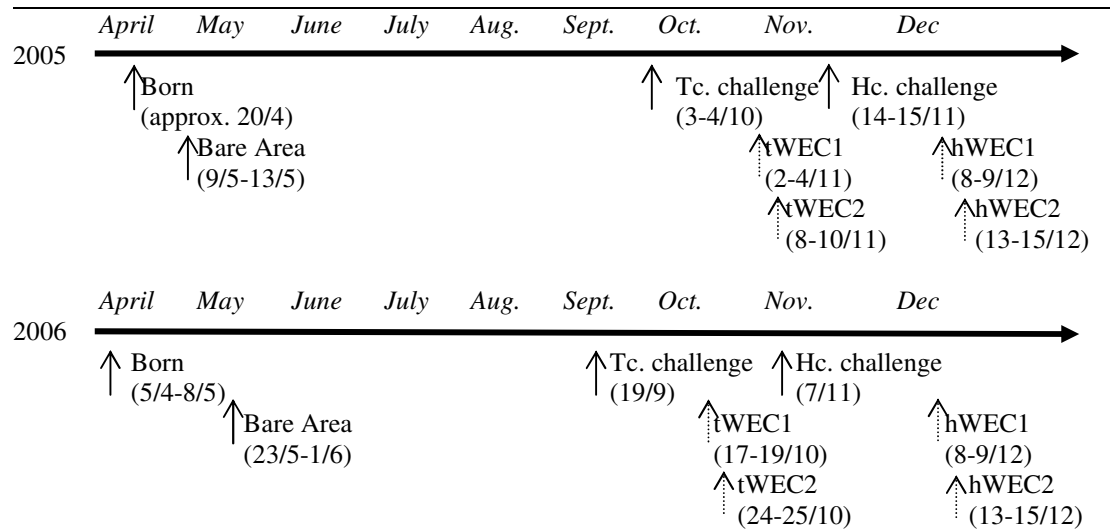 April May June July Aug. Sept. Oct. Nov. Dec
2005
Born Tc. challenge Hc. challenge
(approx. 20/4) (3-4/10) (14-15/11)
Bare Area tWEC1 hWEC1
(9/5-13/5) (2-4/11) (8-9/12)
tWEC2 hWEC2
(8-10/11) (13-15/12)
April May June July Aug. Sept. Oct. Nov. Dec
2006
Born Tc. challenge Hc. challenge
(5/4-8/5) (19/9) (7/11)
Bare Area tWEC1 hWEC1
(23/5-1/6) (17-19/10) (8-9/12)
tWEC2 hWEC2
(24-25/10) (13-15/12)